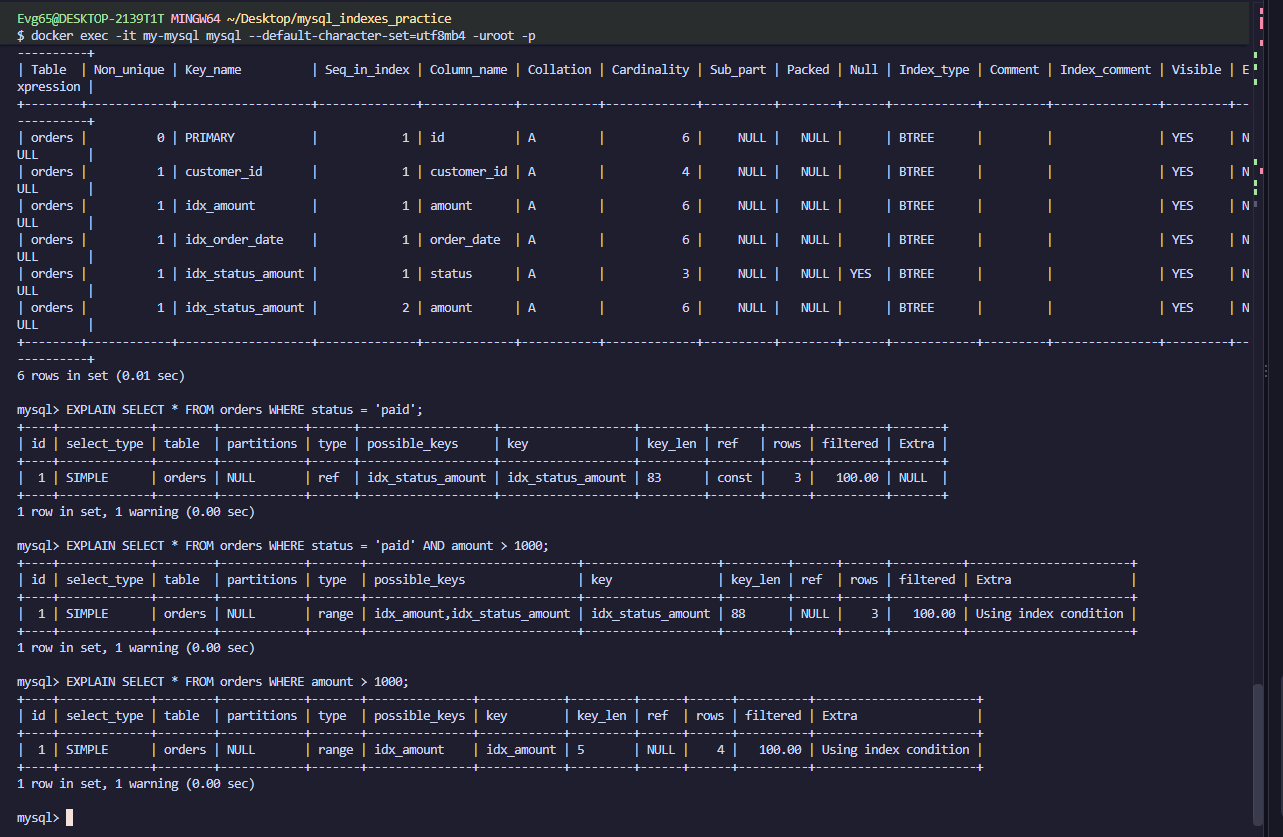 Evg65@DESKTOP-2139T1T MINGW64 ~/Desktop/mysql_indexes_practice
$ docker exec -it my-mysql mysql --default-character-set=utf8mb4 -uroot -p
----------+
| Table  | Non_unique | Key_name          | Seq_in_index | Column_name | Collation | Cardinality | Sub_part | Packed | Null | Index_type | Comment | Index_comment | Visible | E
xpression |
+--------+------------+-------------------+--------------+-------------+-----------+-------------+----------+--------+------+------------+---------+---------------+---------+--
----------+
| orders |          0 | PRIMARY           |            1 | id          | A         |           6 |     NULL |   NULL |      | BTREE      |         |               | YES     | N
ULL       |
| orders |          1 | customer_id       |            1 | customer_id | A         |           4 |     NULL |   NULL |      | BTREE      |         |               | YES     | N
ULL       |
| orders |          1 | idx_amount        |            1 | amount      | A         |           6 |     NULL |   NULL |      | BTREE      |         |               | YES     | N
ULL       |
| orders |          1 | idx_order_date    |            1 | order_date  | A         |           6 |     NULL |   NULL |      | BTREE      |         |               | YES     | N
ULL       |
| orders |          1 | idx_status_amount |            1 | status      | A         |           3 |     NULL |   NULL | YES  | BTREE      |         |               | YES     | N
ULL       |
| orders |          1 | idx_status_amount |            2 | amount      | A         |           6 |     NULL |   NULL |      | BTREE      |         |               | YES     | N
ULL       |
+--------+------------+-------------------+--------------+-------------+-----------+-------------+----------+--------+------+------------+---------+---------------+---------+--
----------+
6 rows in set (0.01 sec)

mysql> EXPLAIN SELECT * FROM orders WHERE status = 'paid';
+----+-------------+--------+------------+------+-------------------+-------------------+---------+-------+------+----------+-------+
| id | select_type | table  | partitions | type | possible_keys     | key               | key_len | ref   | rows | filtered | Extra |
+----+-------------+--------+------------+------+-------------------+-------------------+---------+-------+------+----------+-------+
|  1 | SIMPLE      | orders | NULL       | ref  | idx_status_amount | idx_status_amount | 83      | const |    3 |   100.00 | NULL  |
+----+-------------+--------+------------+------+-------------------+-------------------+---------+-------+------+----------+-------+
1 row in set, 1 warning (0.00 sec)

mysql> EXPLAIN SELECT * FROM orders WHERE status = 'paid' AND amount > 1000;
+----+-------------+--------+------------+-------+------------------------------+-------------------+---------+------+------+----------+-----------------------+
| id | select_type | table  | partitions | type  | possible_keys                | key               | key_len | ref  | rows | filtered | Extra                 |
+----+-------------+--------+------------+-------+------------------------------+-------------------+---------+------+------+----------+-----------------------+
|  1 | SIMPLE      | orders | NULL       | range | idx_amount,idx_status_amount | idx_status_amount | 88      | NULL |    3 |   100.00 | Using index condition |
+----+-------------+--------+------------+-------+------------------------------+-------------------+---------+------+------+----------+-----------------------+
1 row in set, 1 warning (0.00 sec)

mysql> EXPLAIN SELECT * FROM orders WHERE amount > 1000;
+----+-------------+--------+------------+-------+---------------+------------+---------+------+------+----------+-----------------------+
| id | select_type | table  | partitions | type  | possible_keys | key        | key_len | ref  | rows | filtered | Extra                 |
+----+-------------+--------+------------+-------+---------------+------------+---------+------+------+----------+-----------------------+
|  1 | SIMPLE      | orders | NULL       | range | idx_amount    | idx_amount | 5       | NULL |    4 |   100.00 | Using index condition |
+----+-------------+--------+------------+-------+---------------+------------+---------+------+------+----------+-----------------------+
1 row in set, 1 warning (0.00 sec)

mysql>